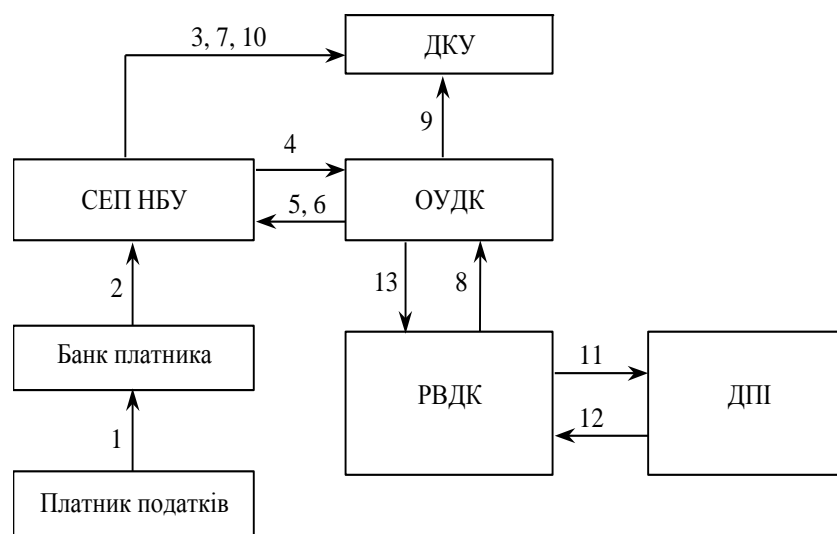 3, 7, 10
ДКУ
9
4
СЕП НБУ
ОУДК
5, 6
2
13
8
Банк платника
11
РВДК
ДПІ
12
1
Платник податків